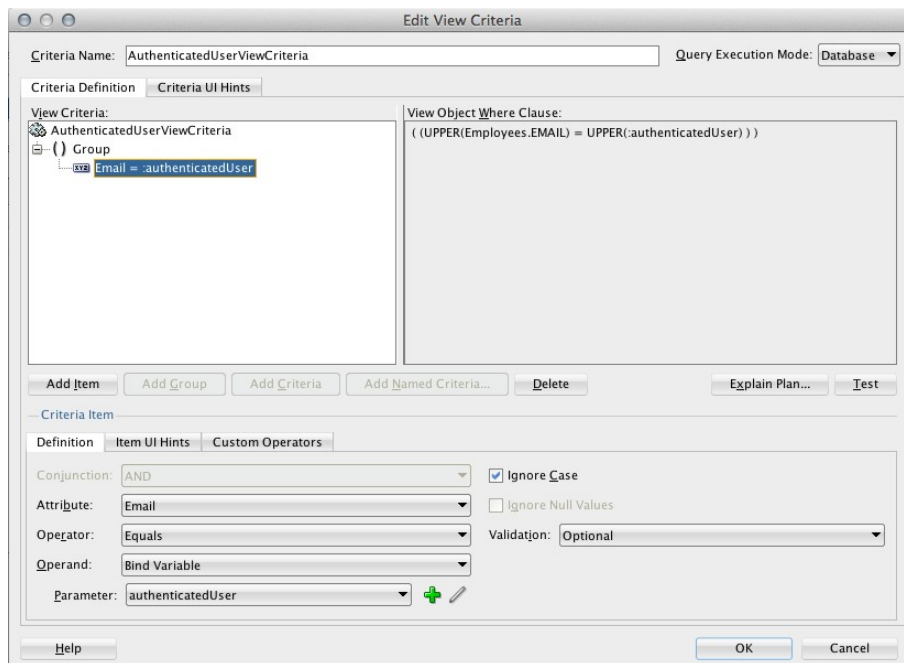 Edit View Criteria
Criteria Name: AuthenticatedUserViewCriteria Query Execution Mode: Database
Criteria Definition Criteria UI Hints
View Criteria: View Object Where Clause:
AuthenticatedUserViewCriteria ( (UPPER(Employees.EMAIL) = UPPER(:authenticatedUser) ) )
( ) Group
XYZ Email = :authenticatedUser
Add Item Add Group Add Criteria Add Named Criteria... Delete Explain Plan... Test
Criteria Item
Definition Item UI Hints Custom Operators
Conjunction: AND Ignore Case
Attribute: Email Ignore Null Values
Operator: Equals Validation: Optional
Operand: Bind Variable
Parameter: authenticatedUser
Help OK Cancel